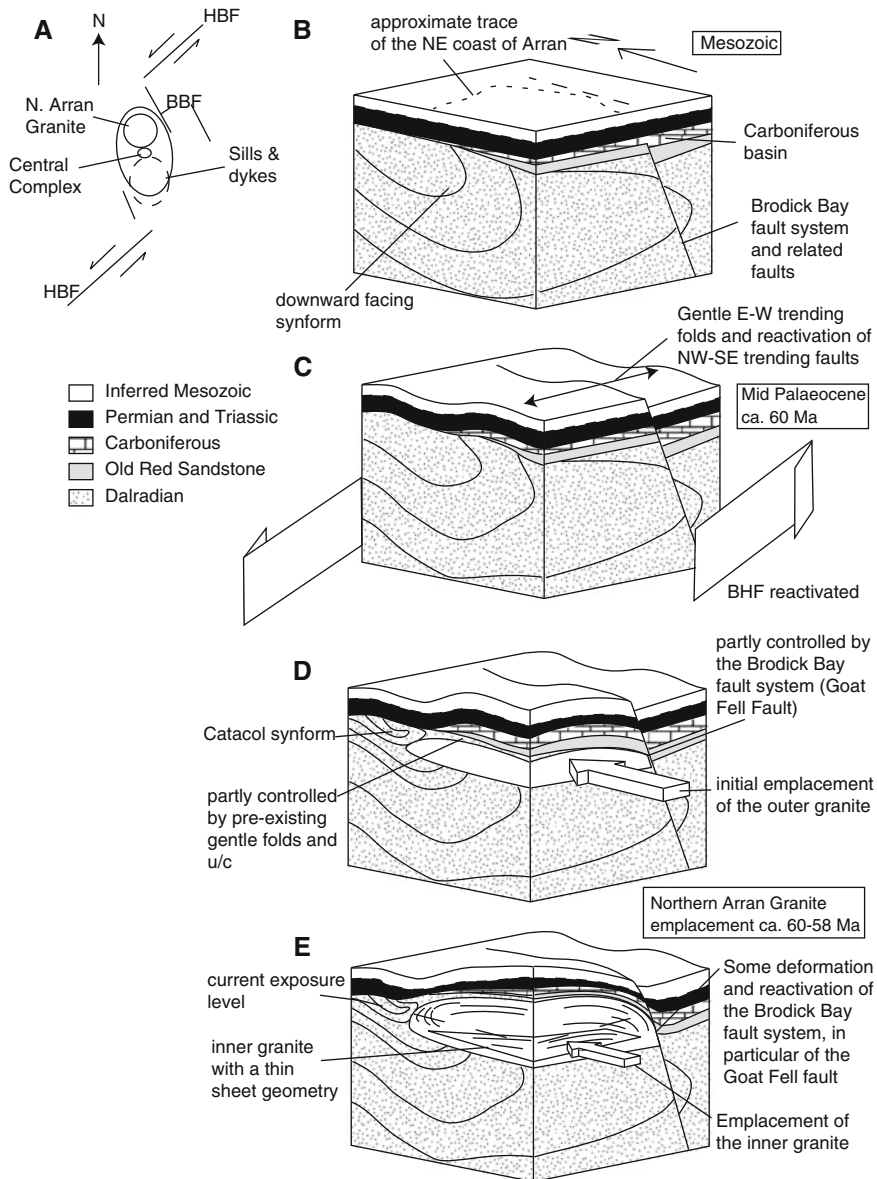 A
N
HBF
N. Arran
Granite
BBF
Central
Complex
Sills &
dykes
HBF
B
approximate trace
of the NE coast of Arran
Mesozoic
Carboniferous
basin
Brodick Bay
fault system
and related
faults
downward facing
synform
Gentle E-W trending
folds and reactivation of
NW-SE trending faults
C
Mid Palaeocene
ca. 60 Ma
Inferred Mesozoic
Permian and Triassic
Carboniferous
Old Red Sandstone
Dalradian
BHF reactivated
D
partly controlled by
the Brodick Bay
fault system (Goat
Fell Fault)
Catacol synform
partly controlled
by pre-existing
gentle folds and
u/c
initial emplacement
of the outer granite
Northern Arran Granite
emplacement ca. 60-58 Ma
E
current exposure
level
inner granite
with a thin
sheet geometry
Some deformation
and reactivation of
the Brodick Bay
fault system, in
particular of the
Goat Fell fault
Emplacement of
the inner granite